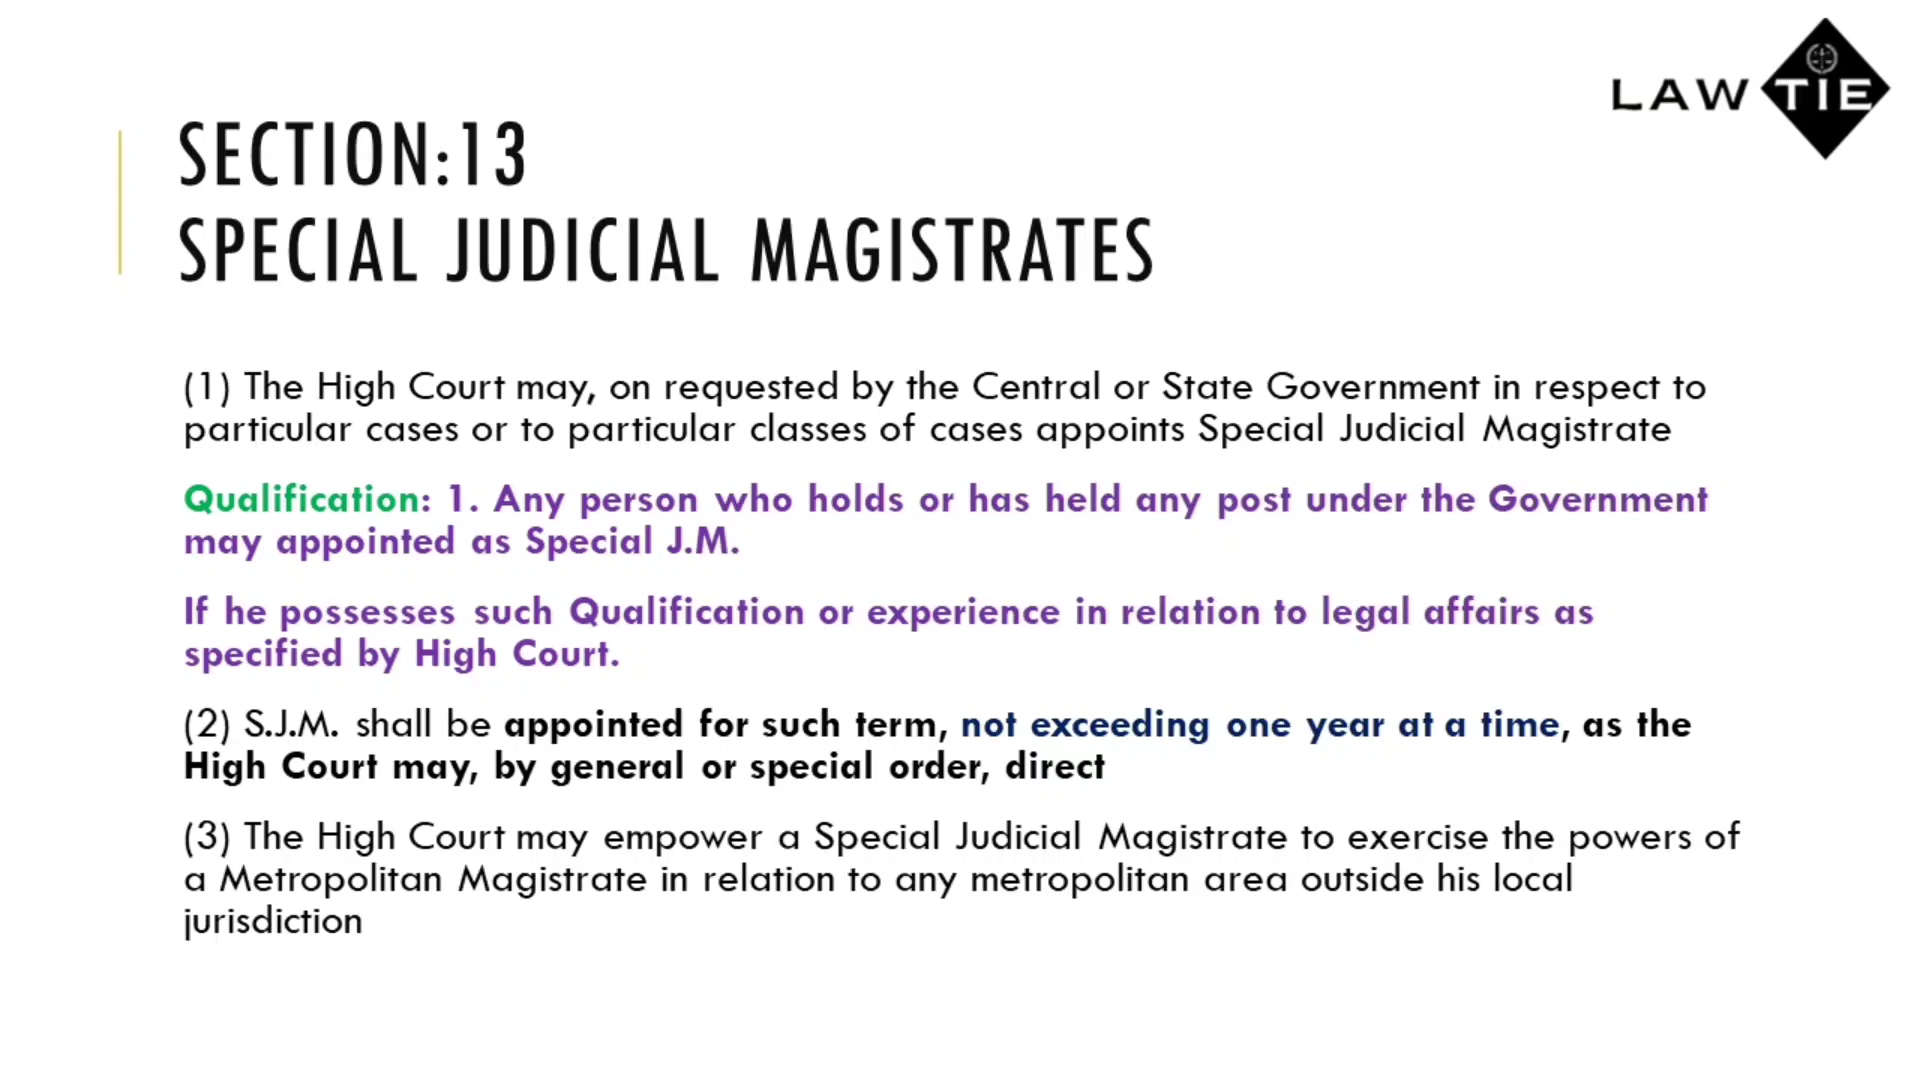 LAW TIE
SECTION:13
SPECIAL JUDICIAL MAGISTRATES
(1) The High Court may, on requested by the Central or State Government in respect to
particular cases or to particular classes of cases appoints Special Judicial Magistrate
Qualification: 1. Any person who holds or has held any post under the Government
may appointed as Special J.M.
If he possesses such Qualification or experience in relation to legal affairs as
specified by High Court.
(2) S.J.M. shall be appointed for such term, not exceeding one year at a time, as the
High Court may, by general or special order, direct
(3) The High Court may empower a Special Judicial Magistrate to exercise the powers of
a Metropolitan Magistrate in relation to any metropolitan area outside his local
jurisdiction